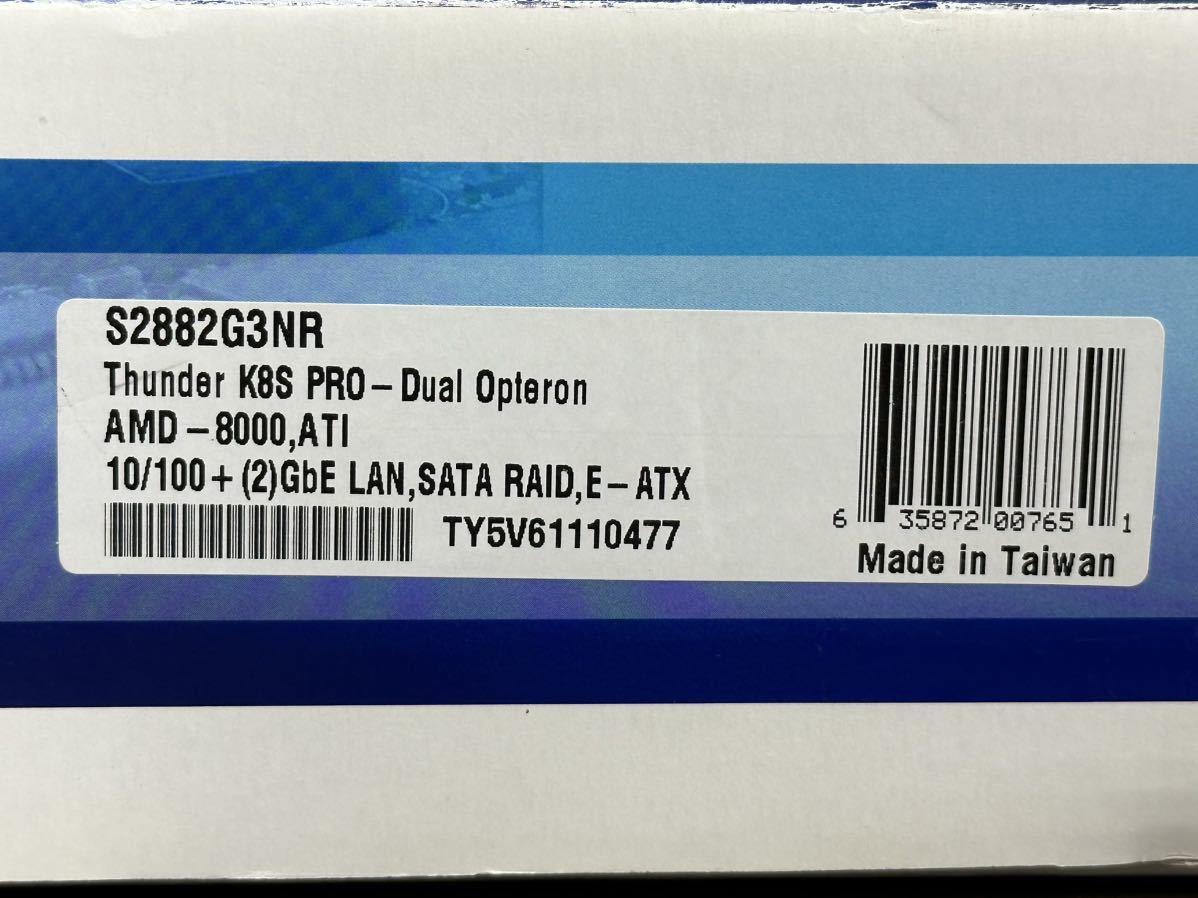 S2882G3NR
Thunder K8S PRO-Dual Opteron
AMD-8000,ATI
10/100+(2)GbE LAN,SATA RAID,E-ATX
TY5V61110477
6 35872 00765 1
Made in Taiwan